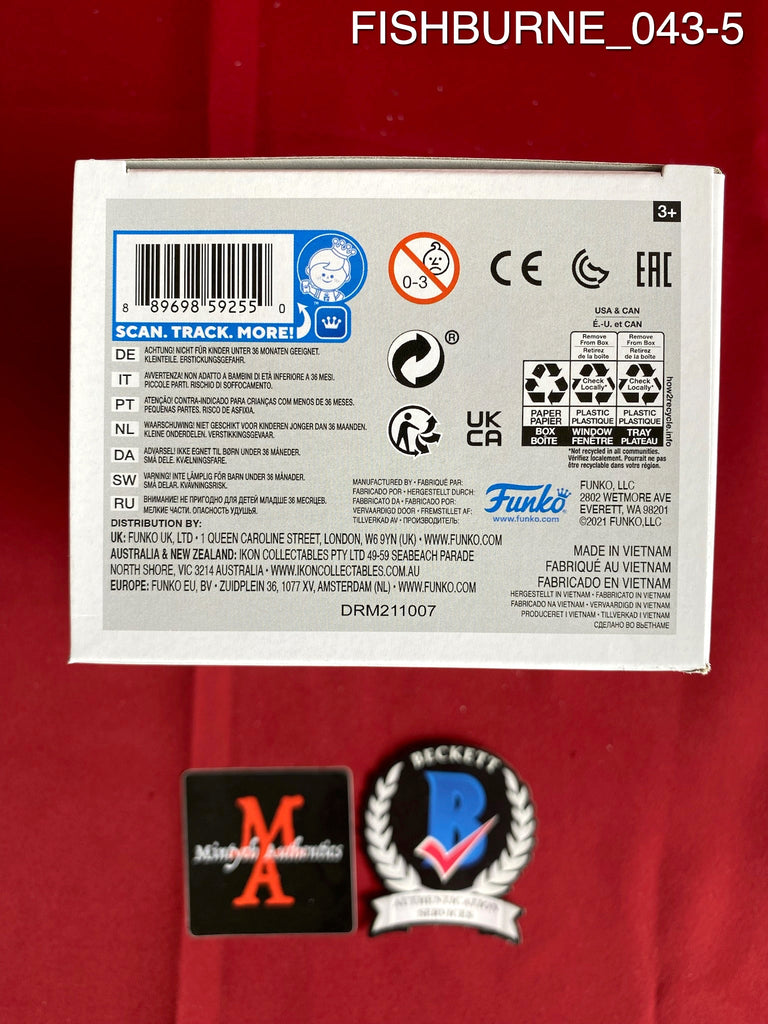 FISHBURNE_043-5
3+
8 89698 59255 0
SCAN. TRACK. MORE!
™
0-3
CE
EAC
®
UK
CA
USA & CAN
É.-U. et CAN
Remove From Box
Retirez de la boîte
Remove From Box
Retirez de la boîte
Check Locally*
Check Locally*
PAPER
PAPIER
BOX
BOÎTE
PLASTIC
PLASTIQUE
WINDOW
FENÊTRE
PLASTIC
PLASTIQUE
TRAY
PLATEAU
how2recycle.info
*Not recycled in all communities.
Vérifiez localement. Pourrait ne pas
être recyclable dans votre région.
DE ACHTUNG! NICHT FÜR KINDER UNTER 36 MONATEN GEEIGNET.
KLEINTEILE. ERSTICKUNGSGEFAHR.
IT AVVERTENZA! NON ADATTO A BAMBINI DI ETÀ INFERIORE A 36 MESI.
PICCOLE PARTI. RISCHIO DI SOFFOCAMENTO.
PT ATENÇÃO! CONTRA-INDICADO PARA CRIANÇAS COM MENOS DE 36 MESES.
PEQUENAS PARTES. RISCO DE ASFIXIA.
NL WAARSCHUWING! NIET GESCHIKT VOOR KINDEREN JONGER DAN 36 MAANDEN.
KLEINE ONDERDELEN. VERSTIKKINGSGEVAAR.
DA ADVARSEL! IKKE EGNET TIL BØRN UNDER 36 MÅNEDER.
SMÅ DELE. KVÆLNINGSFARE.
SW VARNING! INTE LÄMPLIG FÖR BARN UNDER 36 MÅNADER.
SMÅ DELAR. KVÄVNINGSRISK.
RU ВНИМАНИЕ! НЕ ПРИГОДНО ДЛЯ ДЕТЕЙ МЛАДШЕ 36 МЕСЯЦЕВ.
МЕЛКИЕ ЧАСТИ. ОПАСНОСТЬ УДУШЬЯ.
MANUFACTURED BY • FABRIQUÉ PAR:
FABRICADO POR • HERGESTELLT DURCH:
FABBRICATO DA • FABRICADO POR:
VERVAARDIGD DOOR • FREMSTILLET AF:
TILLVERKAD AV • ПРОИЗВОДИТЕЛЬ:
Funko
www.funko.com
FUNKO, LLC
2802 WETMORE AVE
EVERETT, WA 98201
©2021 FUNKO,LLC
DISTRIBUTION BY:
UK: FUNKO UK, LTD • 1 QUEEN CAROLINE STREET, LONDON, W6 9YN (UK) • WWW.FUNKO.COM
AUSTRALIA & NEW ZEALAND: IKON COLLECTABLES PTY LTD 49-59 SEABEACH PARADE
NORTH SHORE, VIC 3214 AUSTRALIA • WWW.IKONCOLLECTABLES.COM.AU
EUROPE: FUNKO EU, BV • ZUIDPLEIN 36, 1077 XV, AMSTERDAM (NL) • WWW.FUNKO.COM
DRM211007
MADE IN VIETNAM
FABRIQUÉ AU VIETNAM
FABRICADO EN VIETNAM
HERGESTELLT IN VIETNAM • FABBRICATO IN VIETNAM
FABRICADO NA VIETNAM • VERVAARDIGD IN VIETNAM
PRODUCERET I VIETNAM • TILLVERKAD I VIETNAM
СДЕЛАНО ВО ВЬЕТНАМЕ
MA
Mintych Authentics
BECKETT
B
AUTHENTICATION
SERVICES